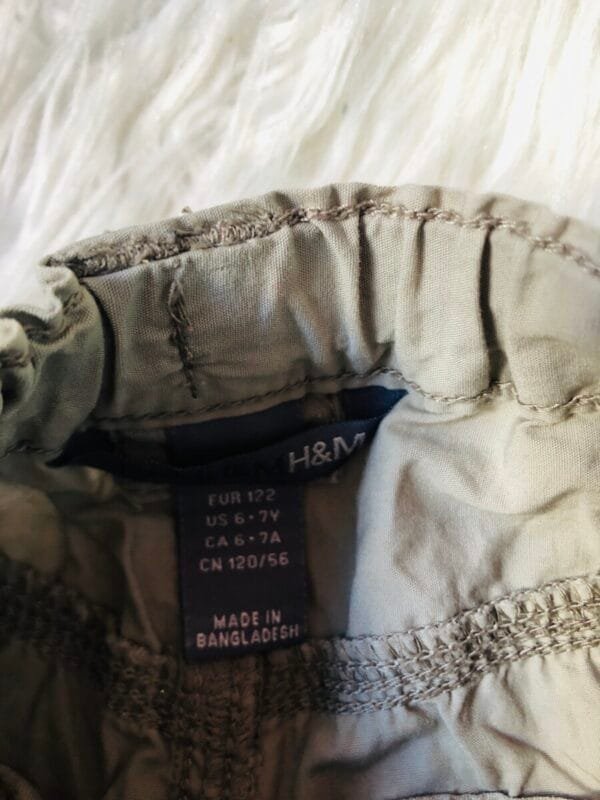 H&M
EUR 122
US 6-7Y
CA 6-7A
CN 120/56
MADE IN
BANGLADESH